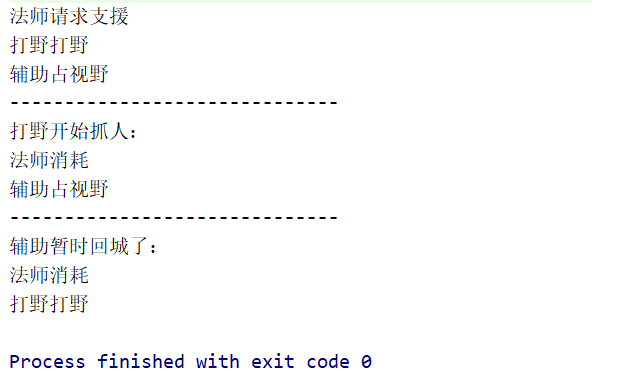 法师请求支援
打野打野
辅助占视野
------------------------------
打野开始抓人:
法师消耗
辅助占视野
------------------------------
辅助暂时回城了:
法师消耗
打野打野
Process finished with exit code 0